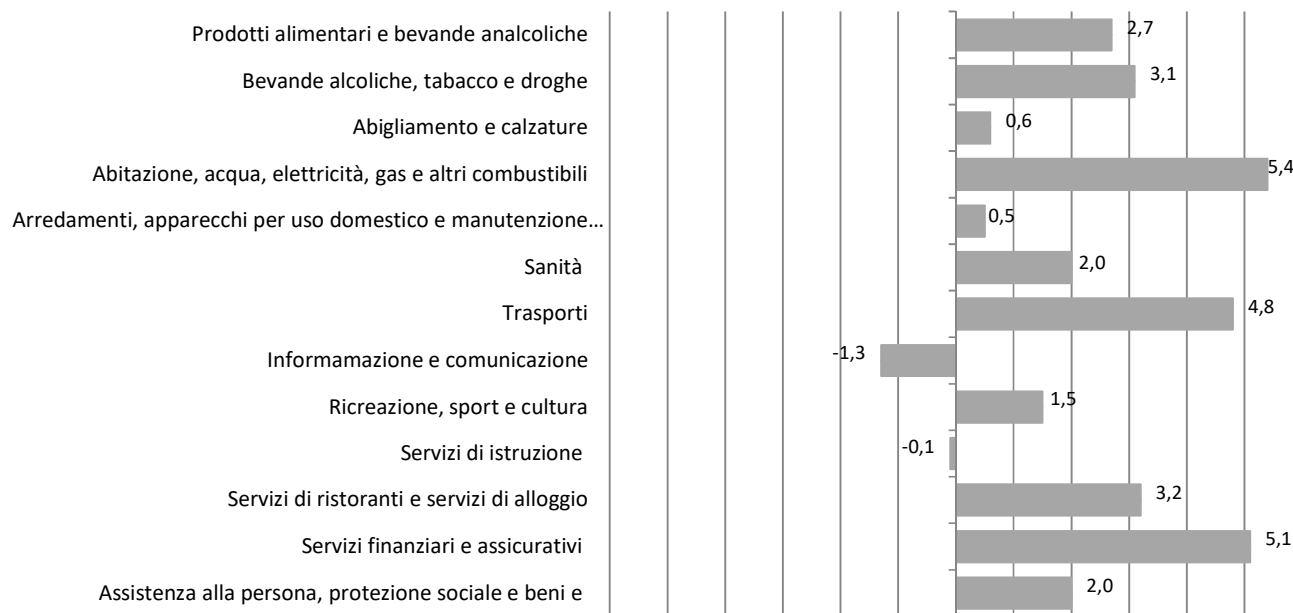 Prodotti alimentari e bevande analcoliche 2,7
Bevande alcoliche, tabacco e droghe 3,1
Abigliamento e calzature 0,6
Abitazione, acqua, elettricità, gas e altri combustibili 5,4
Arredamenti, apparecchi per uso domestico e manutenzione... 0,5
Sanità 2,0
Trasporti 4,8
Informamazione e comunicazione -1,3
Ricreazione, sport e cultura 1,5
Servizi di istruzione -0,1
Servizi di ristoranti e servizi di alloggio 3,2
Servizi finanziari e assicurativi 5,1
Assistenza alla persona, protezione sociale e beni e 2,0